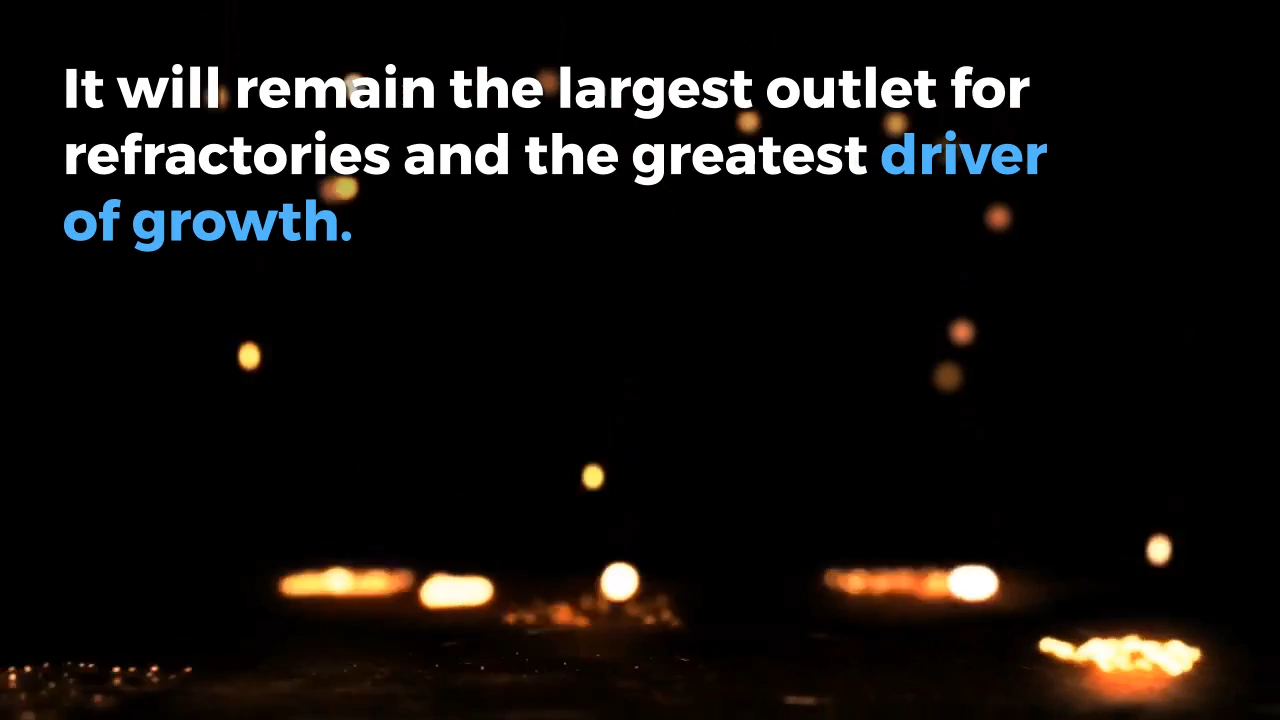 It will remain the largest outlet for
refractories and the greatest driver
of growth.